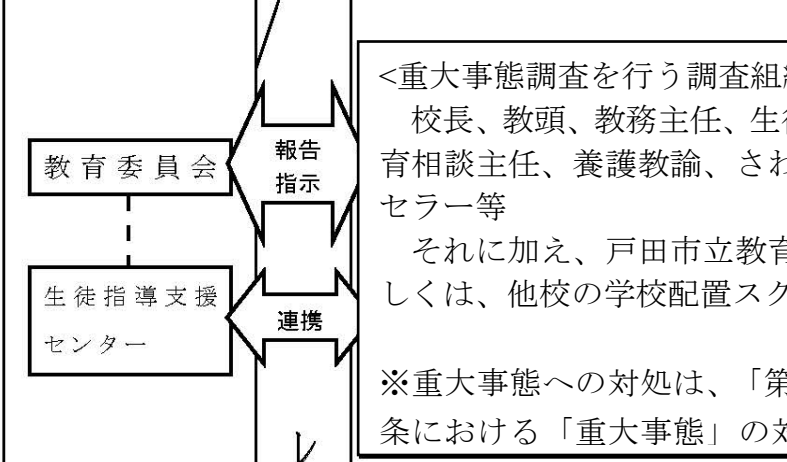 教育委員会
報告
指示
生徒指導支援
センター
連携
<重大事態調査を行う調査組
校長、教頭、教務主任、生
育相談主任、養護教諭、さわ
セラー等
それに加え、戸田市立教育
しくは、他校の学校配置スク
※重大事態への対処は、「第
条における「重大事態」の対